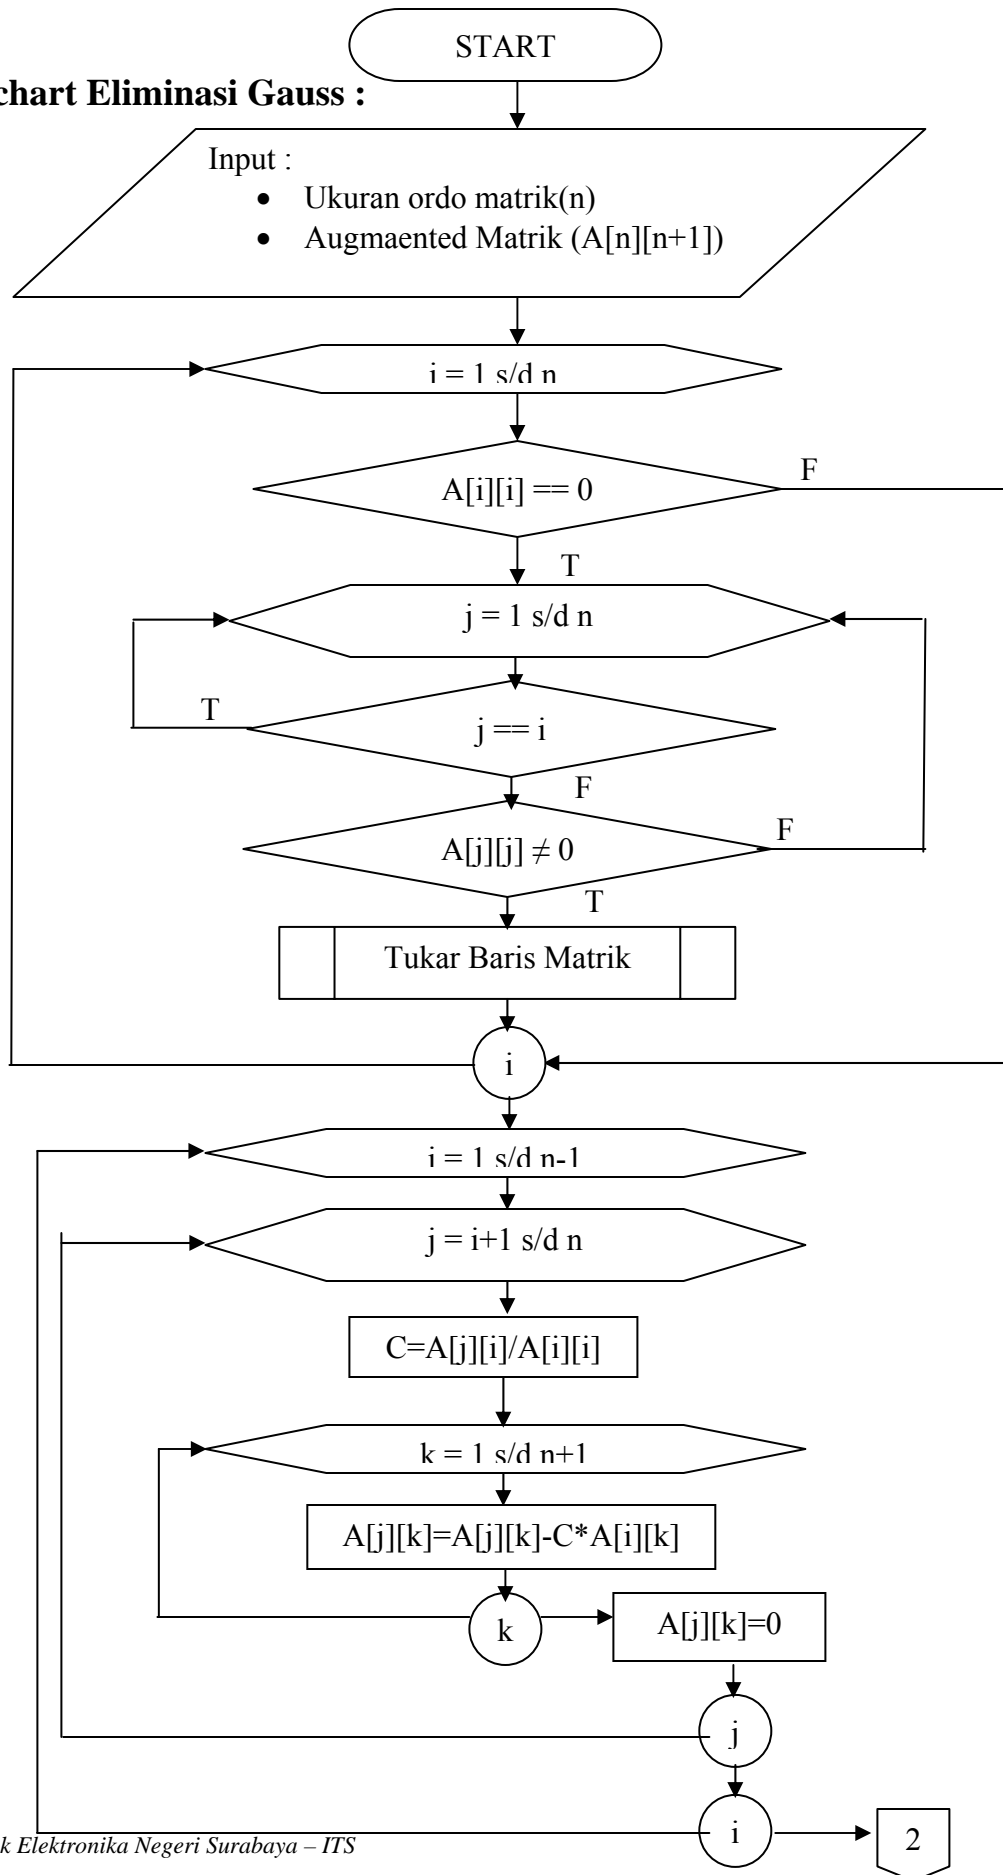 START
chart Eliminasi Gauss :
Input :
• Ukuran ordo matrik(n)
• Augmaented Matrik (A[n][n+1])
i = 1 s/d n
A[i][i] == 0
F
T
j = 1 s/d n
T
j == i
F
A[j][j] ≠ 0
F
T
Tukar Baris Matrik
i
i = 1 s/d n-1
j = i+1 s/d n
C=A[j][i]/A[i][i]
k = 1 s/d n+1
A[j][k]=A[j][k]-C*A[i][k]
k
A[j][k]=0
j
i
2
k Elektronika Negeri Surabaya – ITS